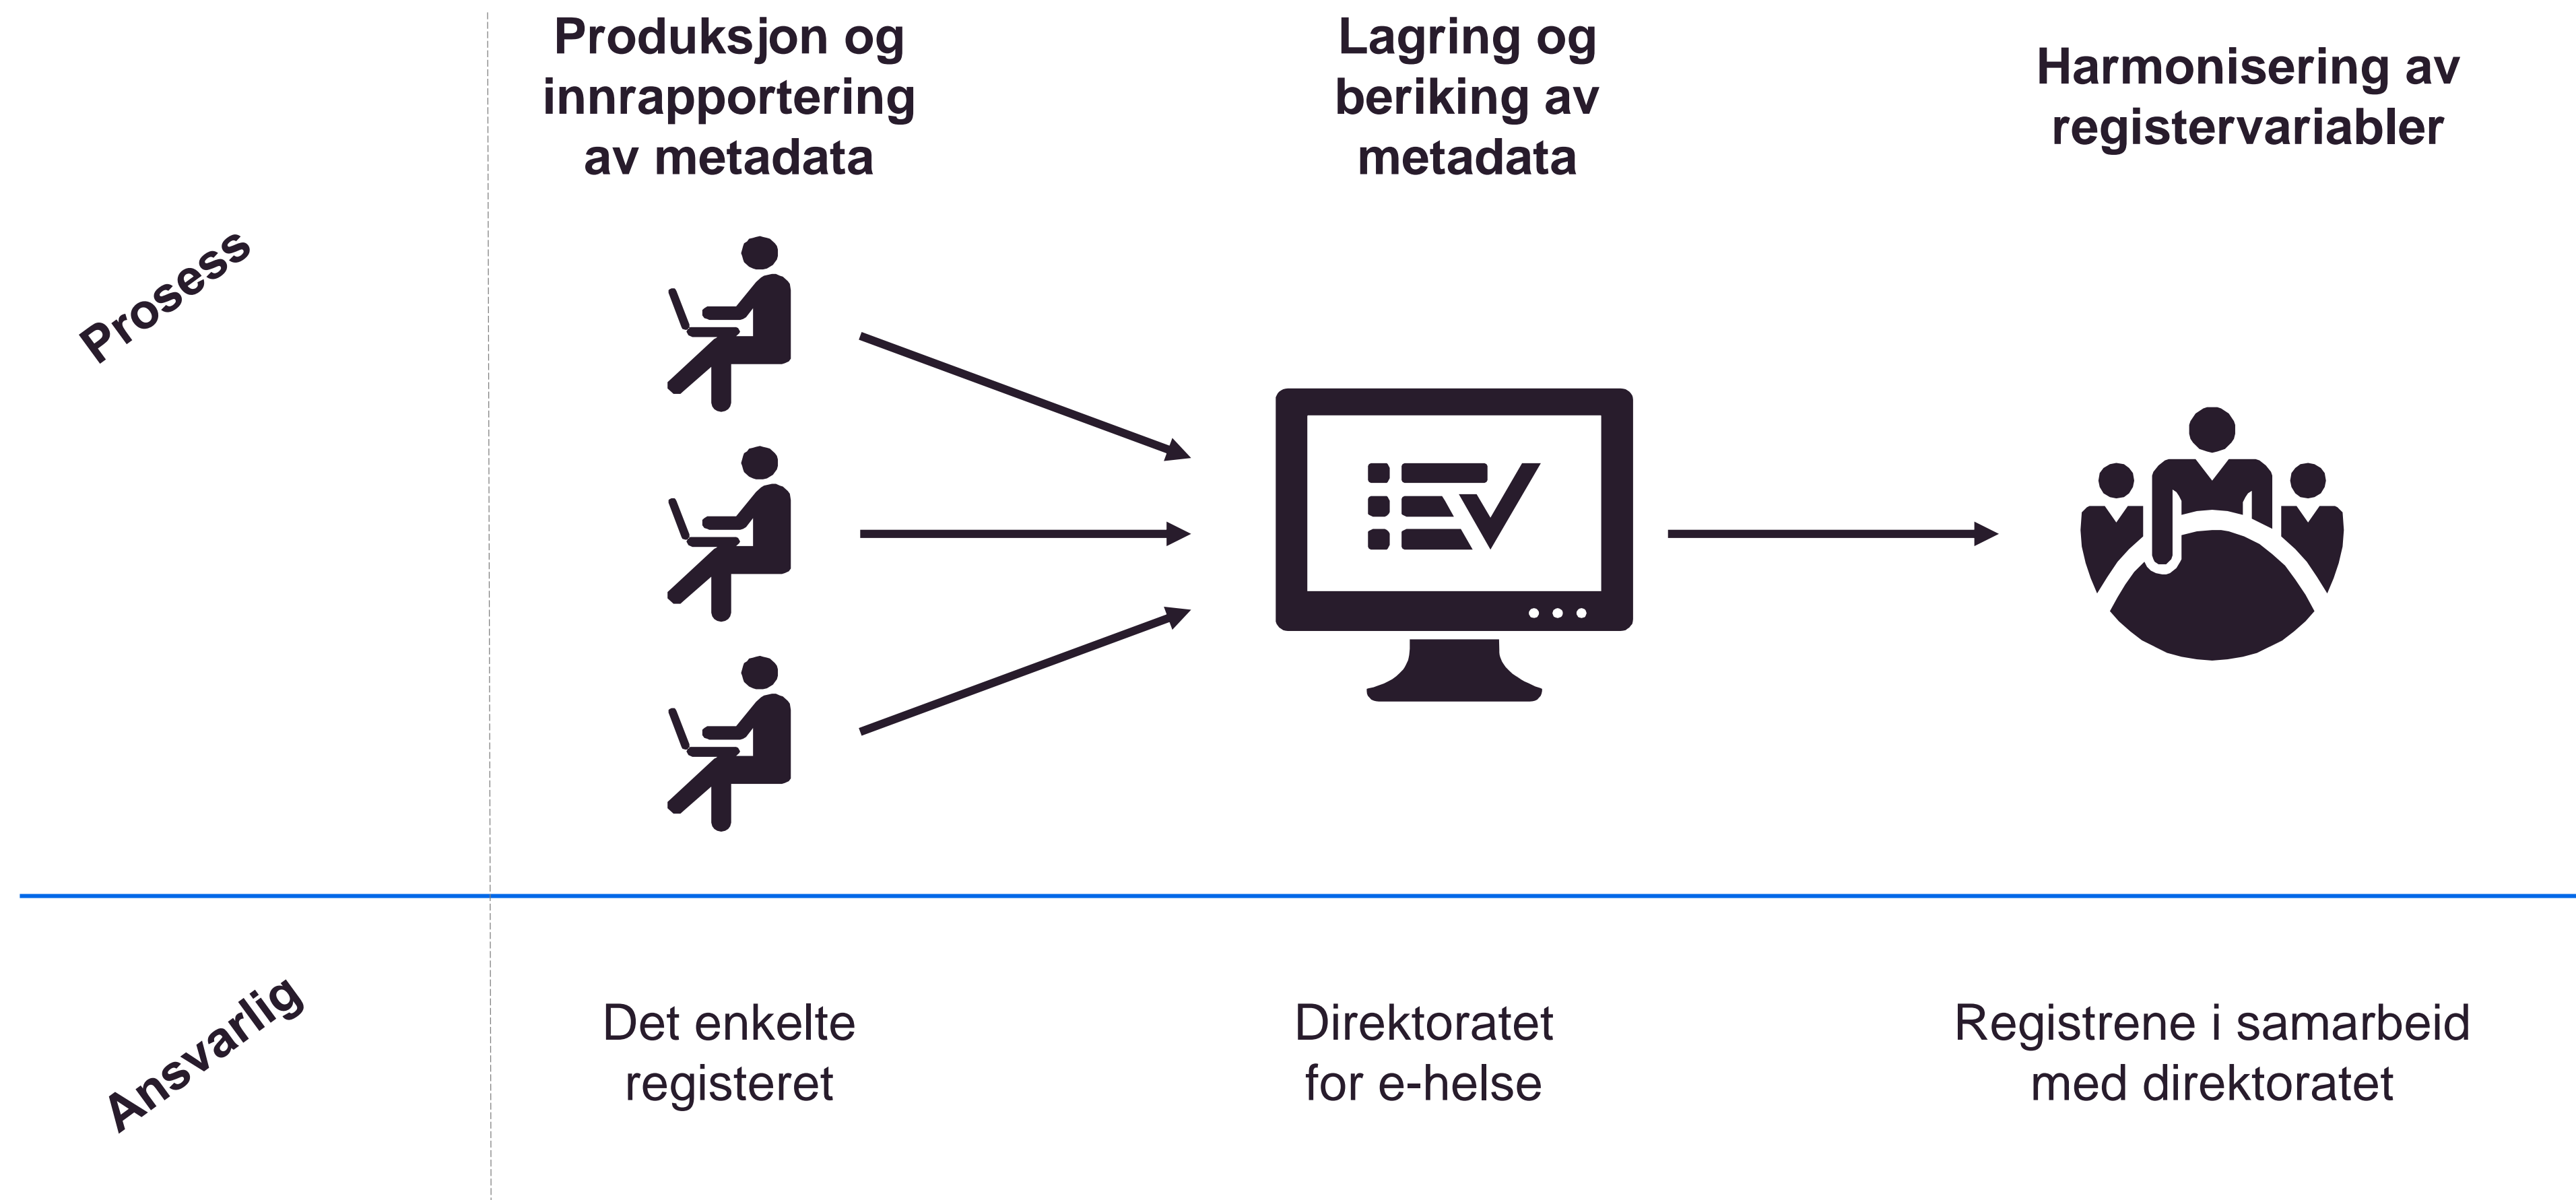 Produksjon og
innrapportering
av metadata
Lagring og
beriking av
metadata
Harmonisering av
registervariabler
Prosess
Ansvarlig
Det enkelte
registeret
Direktoratet
for e-helse
Registrene i samarbeid
med direktoratet